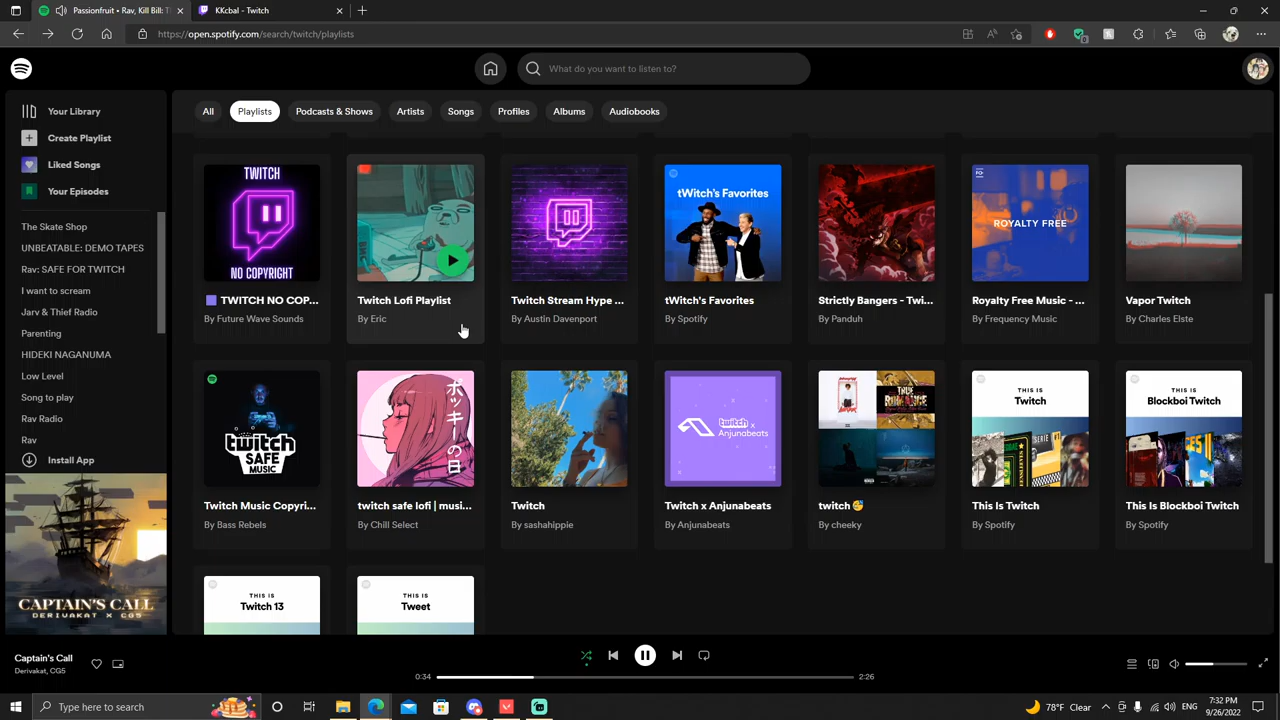 Passionfruit • Rav, Kill Bill: T
KKcbal - Twitch
https://open.spotify.com/search/twitch/playlists
What do you want to listen to?
Your Library
Create Playlist
Liked Songs
Your Episodes
The Skate Shop
UNBEATABLE: DEMO TAPES
Rav: SAFE FOR TWITCH
I want to scream
Jarv & Thief Radio
Parenting
HIDEKI NAGANUMA
Low Level
Song to play
Rav Radio
Rav
Install App
CAPTAIN'S CALL
DERIVAKAT X CG5
All
Playlists
Podcasts & Shows
Artists
Songs
Profiles
Albums
Audiobooks
TWITCH
NO COPYRIGHT
TWITCH NO COP...
By Future Wave Sounds
Twitch Lofi Playlist
By Eric
Twitch Stream Hype ...
By Austin Davenport
tWitch's Favorites
tWitch's Favorites
By Spotify
Strictly Bangers - Twi...
By Panduh
ROYALTY FREE
Royalty Free Music - ...
By Frequency Music
Vapor Twitch
By Charles Elste
twitch
SAFE
MUSIC
Twitch Music Copyri...
By Bass Rebels
ポッキーの日
twitch safe lofi | musi...
By Chill Select
Twitch
By sashahippie
twitch x
Anjunabeats
Twitch x Anjunabeats
By Anjunabeats
TRUE ROMANCE
twitch 😴
By cheeky
THIS IS
Twitch
This Is Twitch
By Spotify
THIS IS
Blockboi Twitch
This Is Blockboi Twitch
By Spotify
THIS IS
Twitch 13
THIS IS
Tweet
Captain's Call
Derivakat, CG5
0:34
2:26
Type here to search
78°F Clear
ENG
7:32 PM
9/26/2022